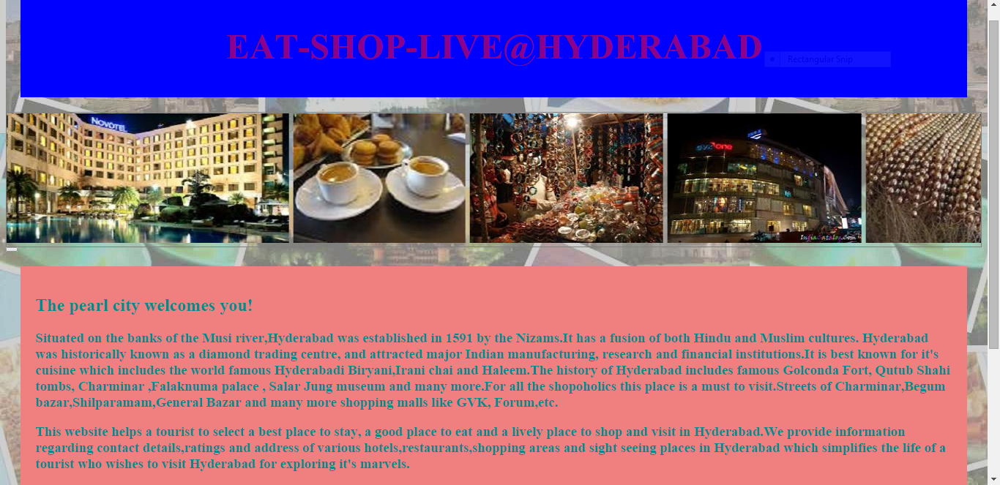 EAT-SHOP-LIVE@HYDERABAD
Rectangular Snip
NOVOTEL
GVK one
IndiaCatalog.Com
The pearl city welcomes you!
Situated on the banks of the Musi river,Hyderabad was established in 1591 by the Nizams.It has a fusion of both Hindu and Muslim cultures. Hyderabad
was historically known as a diamond trading centre, and attracted major Indian manufacturing, research and financial institutions.It is best known for it's
cuisine which includes the world famous Hyderabadi Biryani,Irani chai and Haleem.The history of Hyderabad includes famous Golconda Fort, Qutub Shahi
tombs, Charminar ,Falaknuma palace , Salar Jung museum and many more.For all the shopoholics this place is a must to visit.Streets of Charminar,Begum
bazar,Shilparamam,General Bazar and many more shopping malls like GVK, Forum,etc.
This website helps a tourist to select a best place to stay, a good place to eat and a lively place to shop and visit in Hyderabad.We provide information
regarding contact details,ratings and address of various hotels,restaurants,shopping areas and sight seeing places in Hyderabad which simplifies the life of a
tourist who wishes to visit Hyderabad for exploring it's marvels.